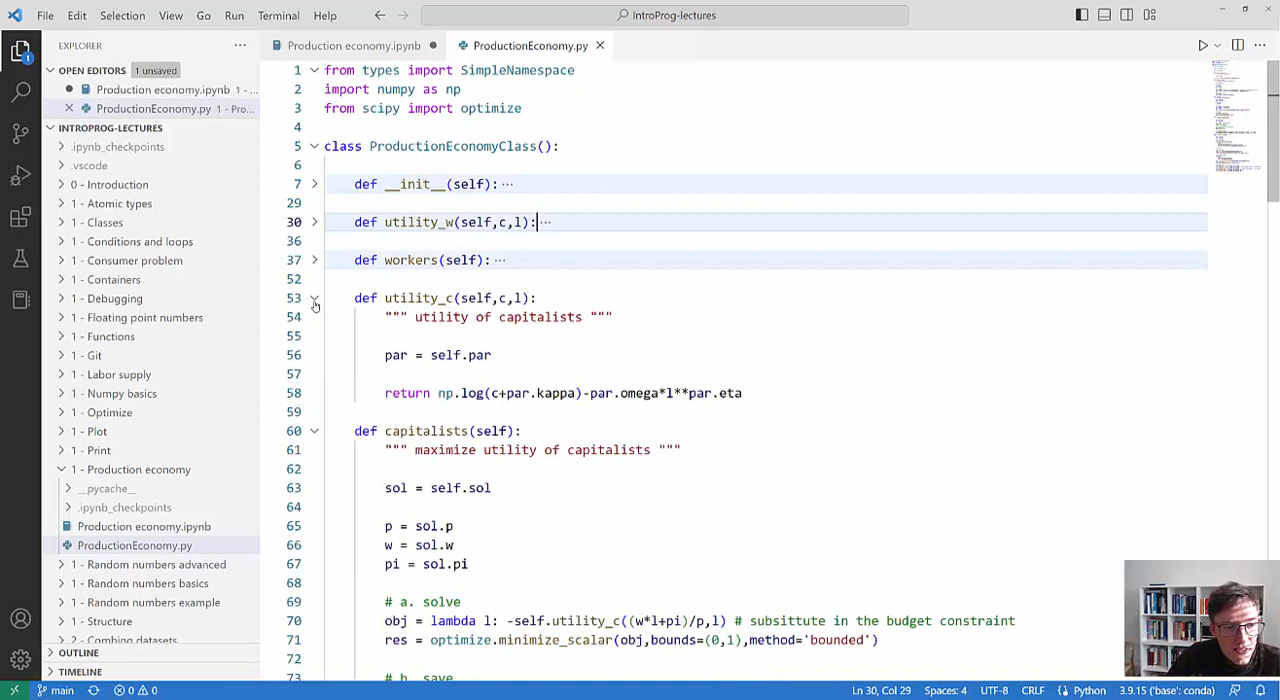 File Edit Selection View Go Run Terminal Help IntroProg-lectures
EXPLORER
OPEN EDITORS 1 unsaved
Production economy.ipynb 1 - ...
ProductionEconomy.py 1 - Pro...
INTROPROG-LECTURES
.ipynb_checkpoints
.vscode
0 - Introduction
1 - Atomic types
1 - Classes
1 - Conditions and loops
1 - Consumer problem
1 - Containers
1 - Debugging
1 - Floating point numbers
1 - Functions
1 - Git
1 - Labor supply
1 - Numpy basics
1 - Optimize
1 - Plot
1 - Print
1 - Production economy
__pycache__
.ipynb_checkpoints
Production economy.ipynb
ProductionEconomy.py
1 - Random numbers advanced
1 - Random numbers basics
1 - Random numbers example
1 - Structure
2 - Combing datasets
OUTLINE
TIMELINE
Production economy.ipynb ProductionEconomy.py
1 from types import SimpleNamespace
2 import numpy as np
3 from scipy import optimize
4
5 class ProductionEconomyClass():
6
7 def __init__(self): ...
29
30 def utility_w(self,c,l): ...
36
37 def workers(self): ...
52
53 def utility_c(self,c,l):
54 """ utility of capitalists """
55
56 par = self.par
57
58 return np.log(c+par.kappa)-par.omega*l**par.eta
59
60 def capitalists(self):
61 """ maximize utility of capitalists """
62
63 sol = self.sol
64
65 p = sol.p
66 w = sol.w
67 pi = sol.pi
68
69 # a. solve
70 obj = lambda l: -self.utility_c((w*l+pi)/p,l) # subsittute in the budget constraint
71 res = optimize.minimize_scalar(obj,bounds=(0,1),method='bounded')
72
73 # b. save
main 0 0 Ln 30, Col 29 Spaces: 4 UTF-8 CRLF Python 3.9.15 ('base': conda)